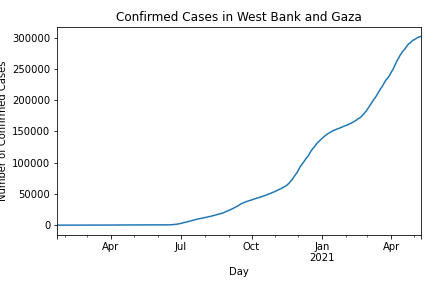 Confirmed Cases in West Bank and Gaza
300000
250000
200000
150000
100000
50000
0
Number of Confirmed Cases
Apr
Jul
Oct
Jan
2021
Apr
Day